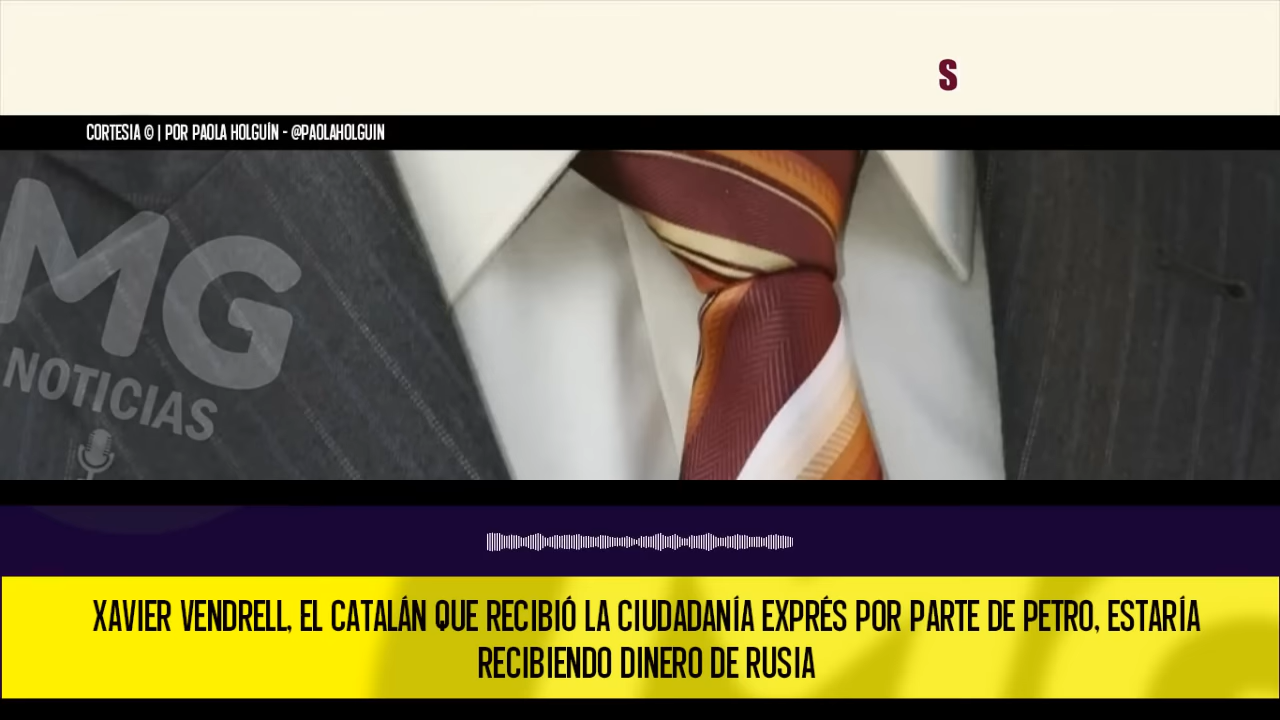 S
CORTESIA © | POR PAOLA HOLGUÍN - @PAOLAHOLGUIN
MG
NOTICIAS
XAVIER VENDRELL, EL CATALÁN QUE RECIBIÓ LA CIUDADANÍA EXPRÉS POR PARTE DE PETRO, ESTARÍA
RECIBIENDO DINERO DE RUSIA